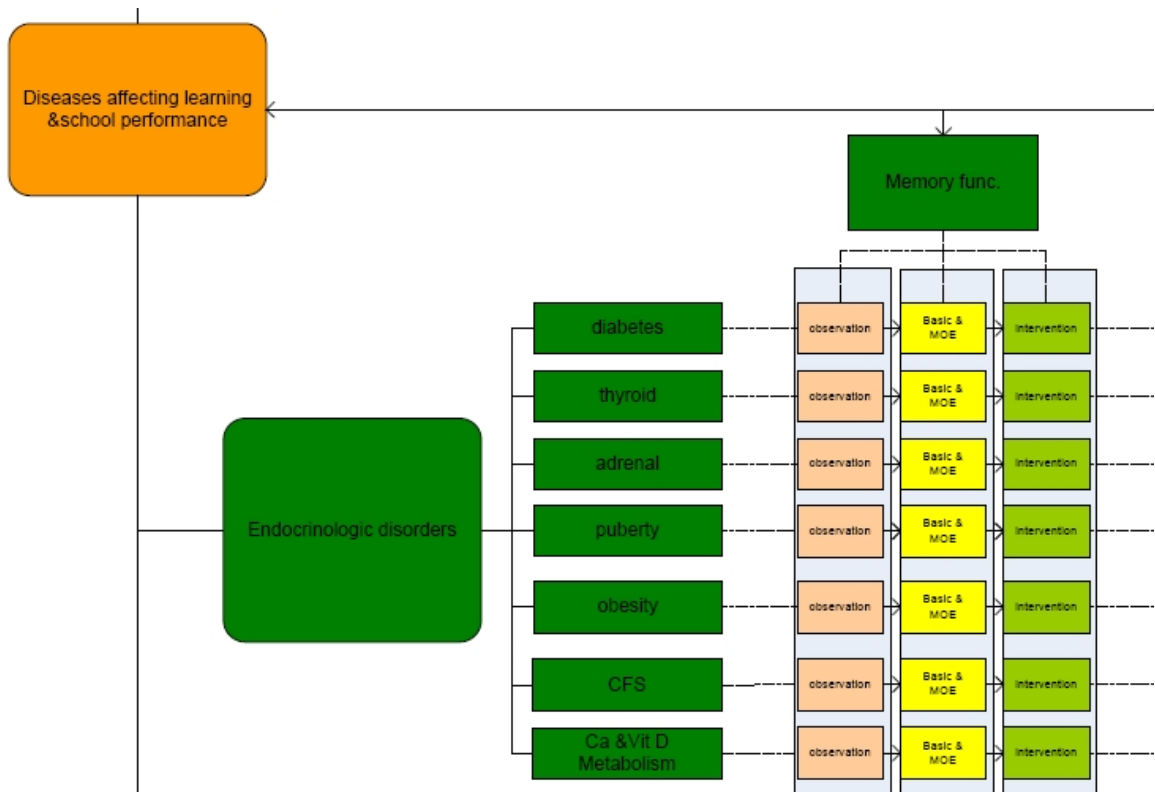 Diseases affecting learning
&school performance
Memory func.
Endocrinologic disorders
diabetes
observation
Basic &
MOE
Intervention
thyroid
observation
Basic &
MOE
Intervention
adrenal
observation
Basic &
MOE
Intervention
puberty
observation
Basic &
MOE
Intervention
obesity
observation
Basic &
MOE
Intervention
CFS
observation
Basic &
MOE
Intervention
Ca &Vit D
Metabolism
observation
Basic &
MOE
Intervention